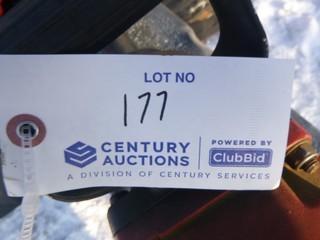 LOT NO
177
CENTURY AUCTIONS
POWERED BY
ClubBid
A DIVISION OF CENTURY SERVICES